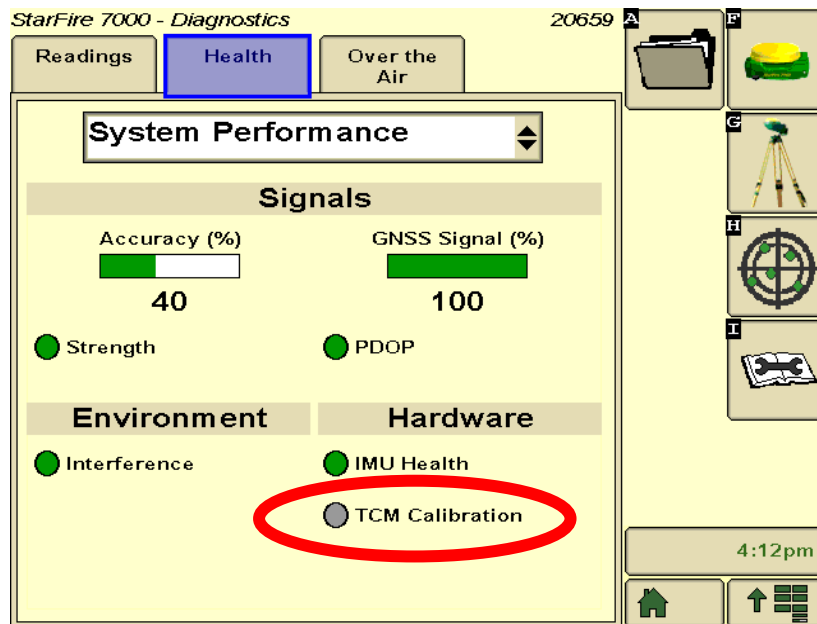 StarFire 7000 - Diagnostics 20659
A
F
Readings
Health
Over the
Air
System Performance
G
Signals
Accuracy (%)
GNSS Signal (%)
H
40
100
Strength
PDOP
I
Environment
Hardware
Interference
IMU Health
TCM Calibration
4:12pm